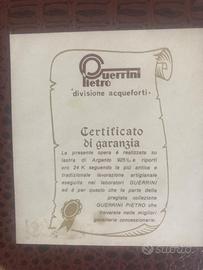 Guerrini
Pietro
"divisione acqueforti"
Certificato
di garanzia
La presente opera è realizzata su
lastra di Argento 925/°° e riporti
oro 24 K. seguendo la più antica e
tradizionale lavorazione artigianale
eseguita nei laboratori GUERRINI
ed è per questo che fa parte della
pregiata collezione
GUERRINI PIETRO che
troverete nelle migliori
gioiellerie concessionarie.
subito.it